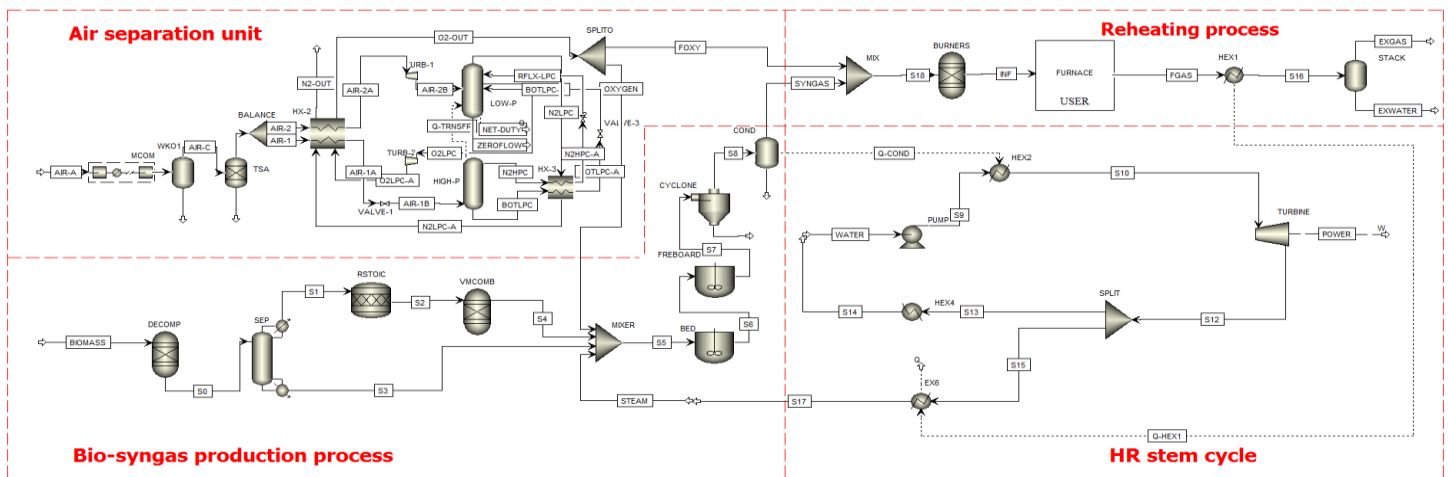 Air separation unit
Reheating process
SPLITO
O2-OUT
FOXY
N2-OUT
AIR-2A
AIR-2B
RFLX-LPC
BOTLPC-
OXYGEN
LOW-P
BALANCE
HX-2
AIR-2
AIR-1
WKO1
AIR-C
MCOM
AIR-A
TSA
Q-TRNSFF
NET-DUTY
Q
ZEROFLOW
N2LPC
O2LPC
O2LPC-A
AIR-1A
HIGH-P
N2HPC
N2HPC-A
HX-3
OTLPC-A
BOTLPC
VALVE-1
AIR-1B
N2LPC-A
SYNGAS
MIX
S18
BURNERS
INF
FURNACE
USER
FGAS
HEX1
S16
EXGAS
STACK
EXWATER
COND
S8
Q-COND
CYCLONE
S7
FREBOARD
S6
BED
HEX2
S10
S9
PUMP
WATER
TURBINE
POWER
W
SPLIT
HEX4
S14
S13
S12
S15
Q
EX6
S17
STEAM
Q-HEX1
BIOMASS
DECOMP
S0
SEP
S1
RSTOIC
S2
VMCOMB
S4
S3
MIXER
S5
Bio-syngas production process
HR stem cycle